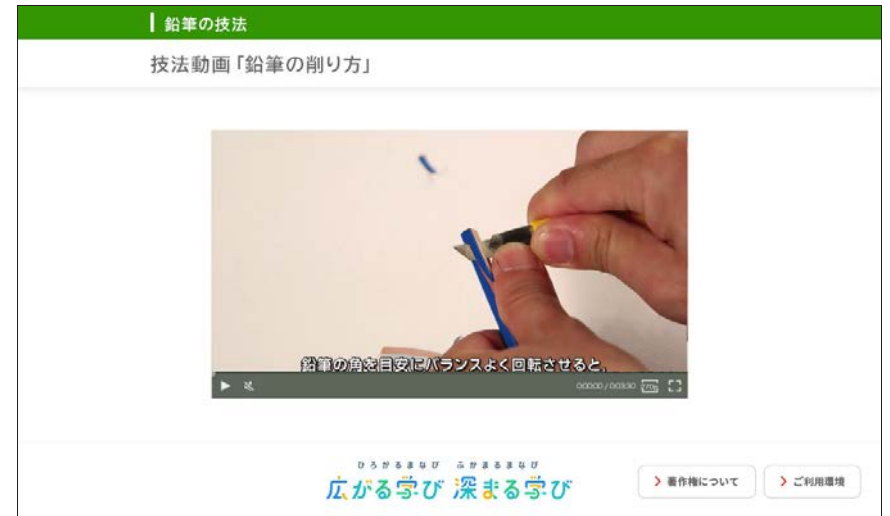 鉛筆の技法
技法動画「鉛筆の削り方」
鉛筆の角を目安にバランスよく回転させると、
00:00:00 / 00:03:30
ひろがるまなび ふかまるまなび
広がる学び 深まる学び
著作権について
ご利用環境